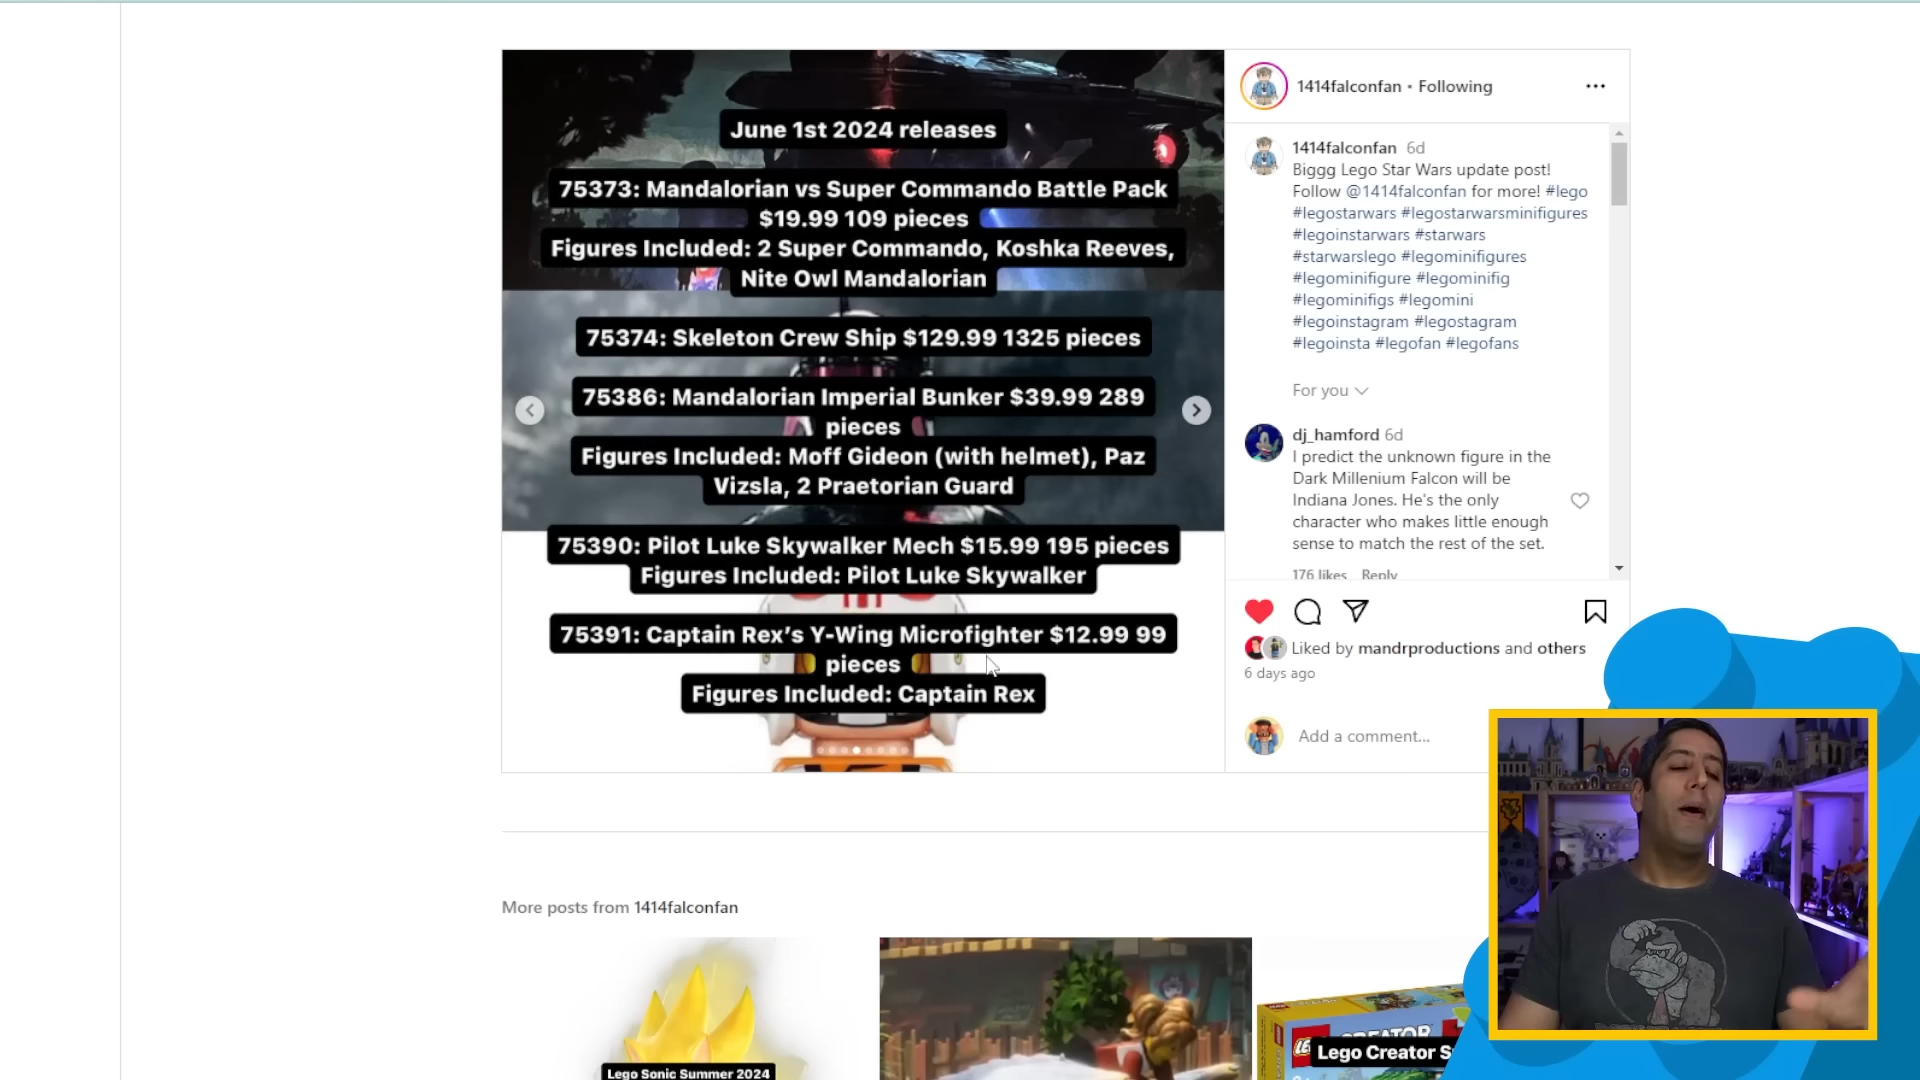 June 1st 2024 releases
75373: Mandalorian vs Super Commando Battle Pack
$19.99 109 pieces
Figures Included: 2 Super Commando, Koshka Reeves,
Nite Owl Mandalorian
75374: Skeleton Crew Ship $129.99 1325 pieces
75386: Mandalorian Imperial Bunker $39.99 289
pieces
Figures Included: Moff Gideon (with helmet), Paz
Vizsla, 2 Praetorian Guard
75390: Pilot Luke Skywalker Mech $15.99 195 pieces
Figures Included: Pilot Luke Skywalker
75391: Captain Rex’s Y-Wing Microfighter $12.99 99
pieces
Figures Included: Captain Rex
1414falconfan • Following
1414falconfan 6d
Bigg Lego Star Wars update post!
Follow @1414falconfan for more! #lego
#legostarwars #legostarwarsminifigures
#legoinstarwars #starwars
#starwarslego #legominifigures
#legominifigure #legominifig
#legominifigs #legomini
#legoinstagram #legostagram
#legoinsta #legofan #legofans
For you
dj_hamford 6d
I predict the unknown figure in the
Dark Millenium Falcon will be
Indiana Jones. He's the only
character who makes little enough
sense to match the rest of the set.
176 likes Reply
Liked by mandrproductions and others
6 days ago
Add a comment...
More posts from 1414falconfan
Lego Sonic Summer 2024
CREATOR
Lego Creator S